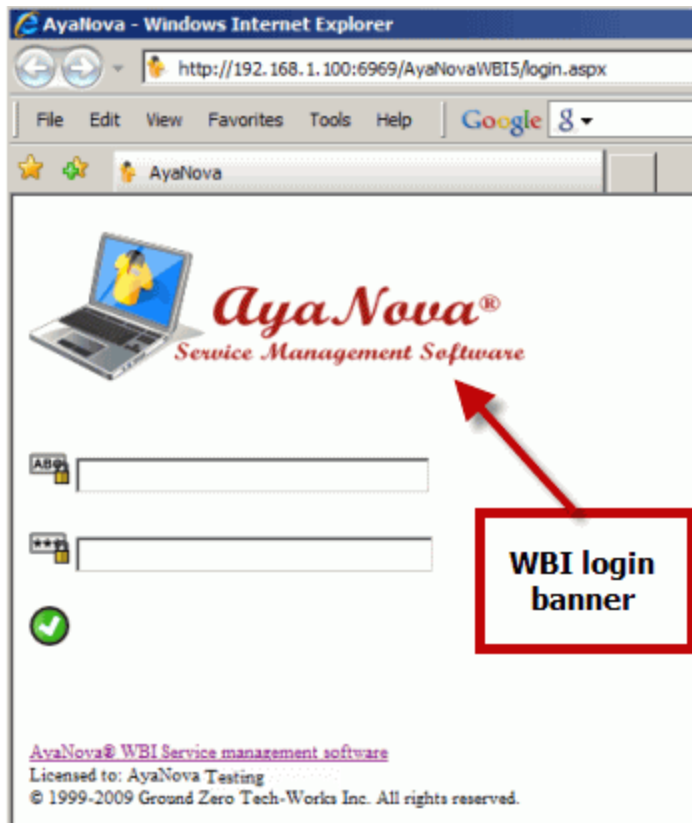 AyaNova - Windows Internet Explorer
http://192.168.1.100:6969/AyaNovaWBI5/login.aspx
File Edit View Favorites Tools Help Google g
AyaNova
AyaNova®
Service Management Software
ABC
***
WBI login
banner
AyaNova® WBI Service management software
Licensed to: AyaNova Testing
© 1999-2009 Ground Zero Tech-Works Inc. All rights reserved.